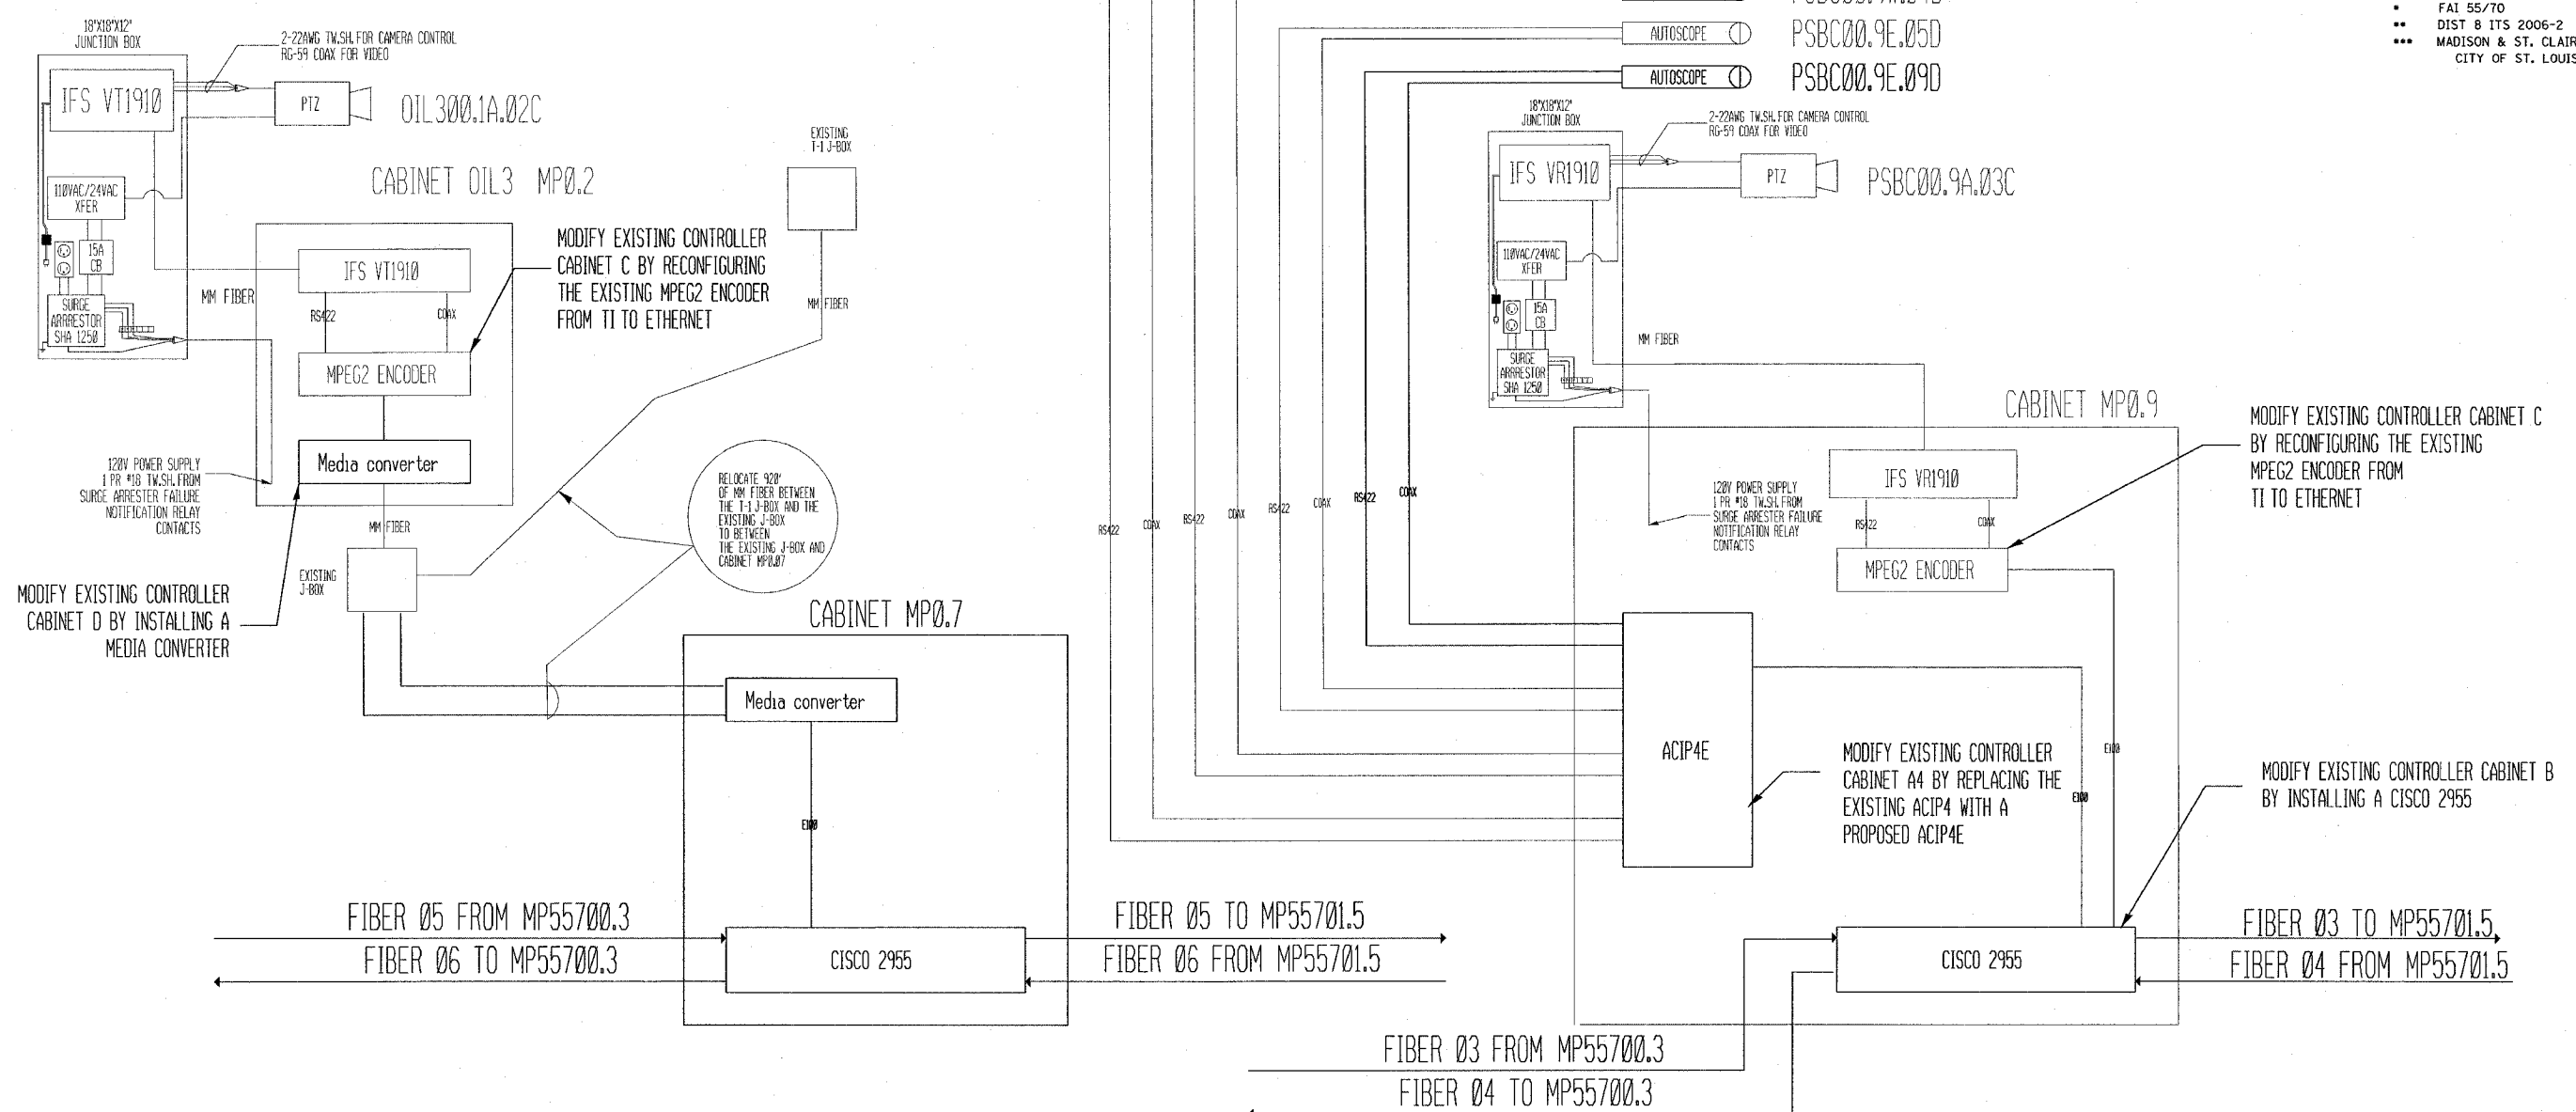 18"X18"X12"
JUNCTION BOX
2-22AWG TW.SH. FOR CAMERA CONTROL
RG-59 COAX FOR VIDEO
IFS VT1910
PTZ
OIL300.1A.02C
110VAC/24VAC
XFER
15A
CB
SURGE
ARRRESTOR
SHA 1250
MM FIBER
120V POWER SUPPLY
1 PR #18 TW.SH. FROM
SURGE ARRESTER FAILURE
NOTIFICATION RELAY
CONTACTS
CABINET OIL3 MP0.2
IFS VT1910
RS422
COAX
MPEG2 ENCODER
Media converter
MM FIBER
MODIFY EXISTING CONTROLLER
CABINET C BY RECONFIGURING
THE EXISTING MPEG2 ENCODER
FROM T1 TO ETHERNET
MODIFY EXISTING CONTROLLER
CABINET D BY INSTALLING A
MEDIA CONVERTER
EXISTING
J-BOX
EXISTING
T-1 J-BOX
MM FIBER
RELOCATE 920'
OF MM FIBER BETWEEN
THE T-1 J-BOX AND THE
EXISTING J-BOX
TO BETWEEN
THE EXISTING J-BOX AND
CABINET MP0.07
CABINET MP0.7
Media converter
E100
CISCO 2955
FIBER 05 FROM MP55700.3
FIBER 06 TO MP55700.3
FIBER 05 TO MP55701.5
FIBER 06 FROM MP55701.5
AUTOSCOPE
PSBC00.9E.05D
AUTOSCOPE
PSBC00.9E.09D
RS422
COAX
RS422
COAX
RS422
COAX
RS422
COAX
18"X18"X12"
JUNCTION BOX
2-22AWG TW.SH. FOR CAMERA CONTROL
RG-59 COAX FOR VIDEO
IFS VR1910
PTZ
PSBC00.9A.03C
110VAC/24VAC
XFER
15A
CB
SURGE
ARRRESTOR
SHA 1250
MM FIBER
120V POWER SUPPLY
1 PR #18 TW.SH. FROM
SURGE ARRESTER FAILURE
NOTIFICATION RELAY
CONTACTS
CABINET MP0.9
IFS VR1910
RS422
COAX
MPEG2 ENCODER
MODIFY EXISTING CONTROLLER CABINET C
BY RECONFIGURING THE EXISTING
MPEG2 ENCODER FROM
T1 TO ETHERNET
ACIP4E
MODIFY EXISTING CONTROLLER
CABINET A4 BY REPLACING THE
EXISTING ACIP4 WITH A
PROPOSED ACIP4E
E100
E100
MODIFY EXISTING CONTROLLER CABINET B
BY INSTALLING A CISCO 2955
CISCO 2955
FIBER 03 TO MP55701.5
FIBER 04 FROM MP55701.5
FIBER 03 FROM MP55700.3
FIBER 04 TO MP55700.3
* FAI 55/70
** DIST 8 ITS 2006-2
*** MADISON & ST. CLAIR
CITY OF ST. LOUIS